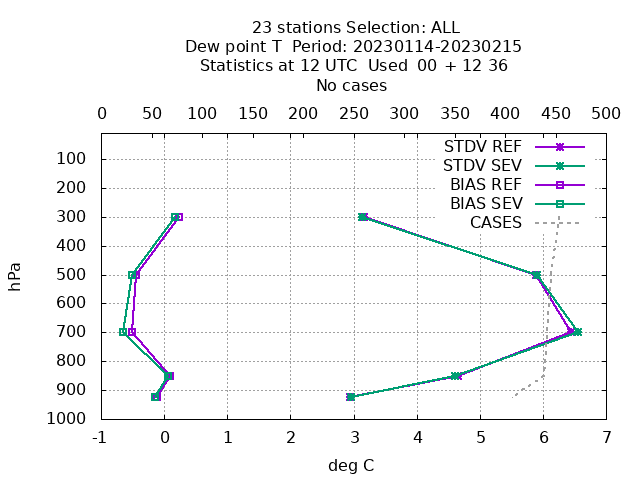 23 stations Selection: ALL
Dew point T  Period: 20230114-20230215
Statistics at 12 UTC  Used  00 + 12 36
No cases
0 50 100 150 200 250 300 350 400 450 500
STDV REF
STDV SEV
BIAS REF
BIAS SEV
CASES
100
200
300
400
500
600
700
800
900
1000
hPa
-1 0 1 2 3 4 5 6 7
deg C